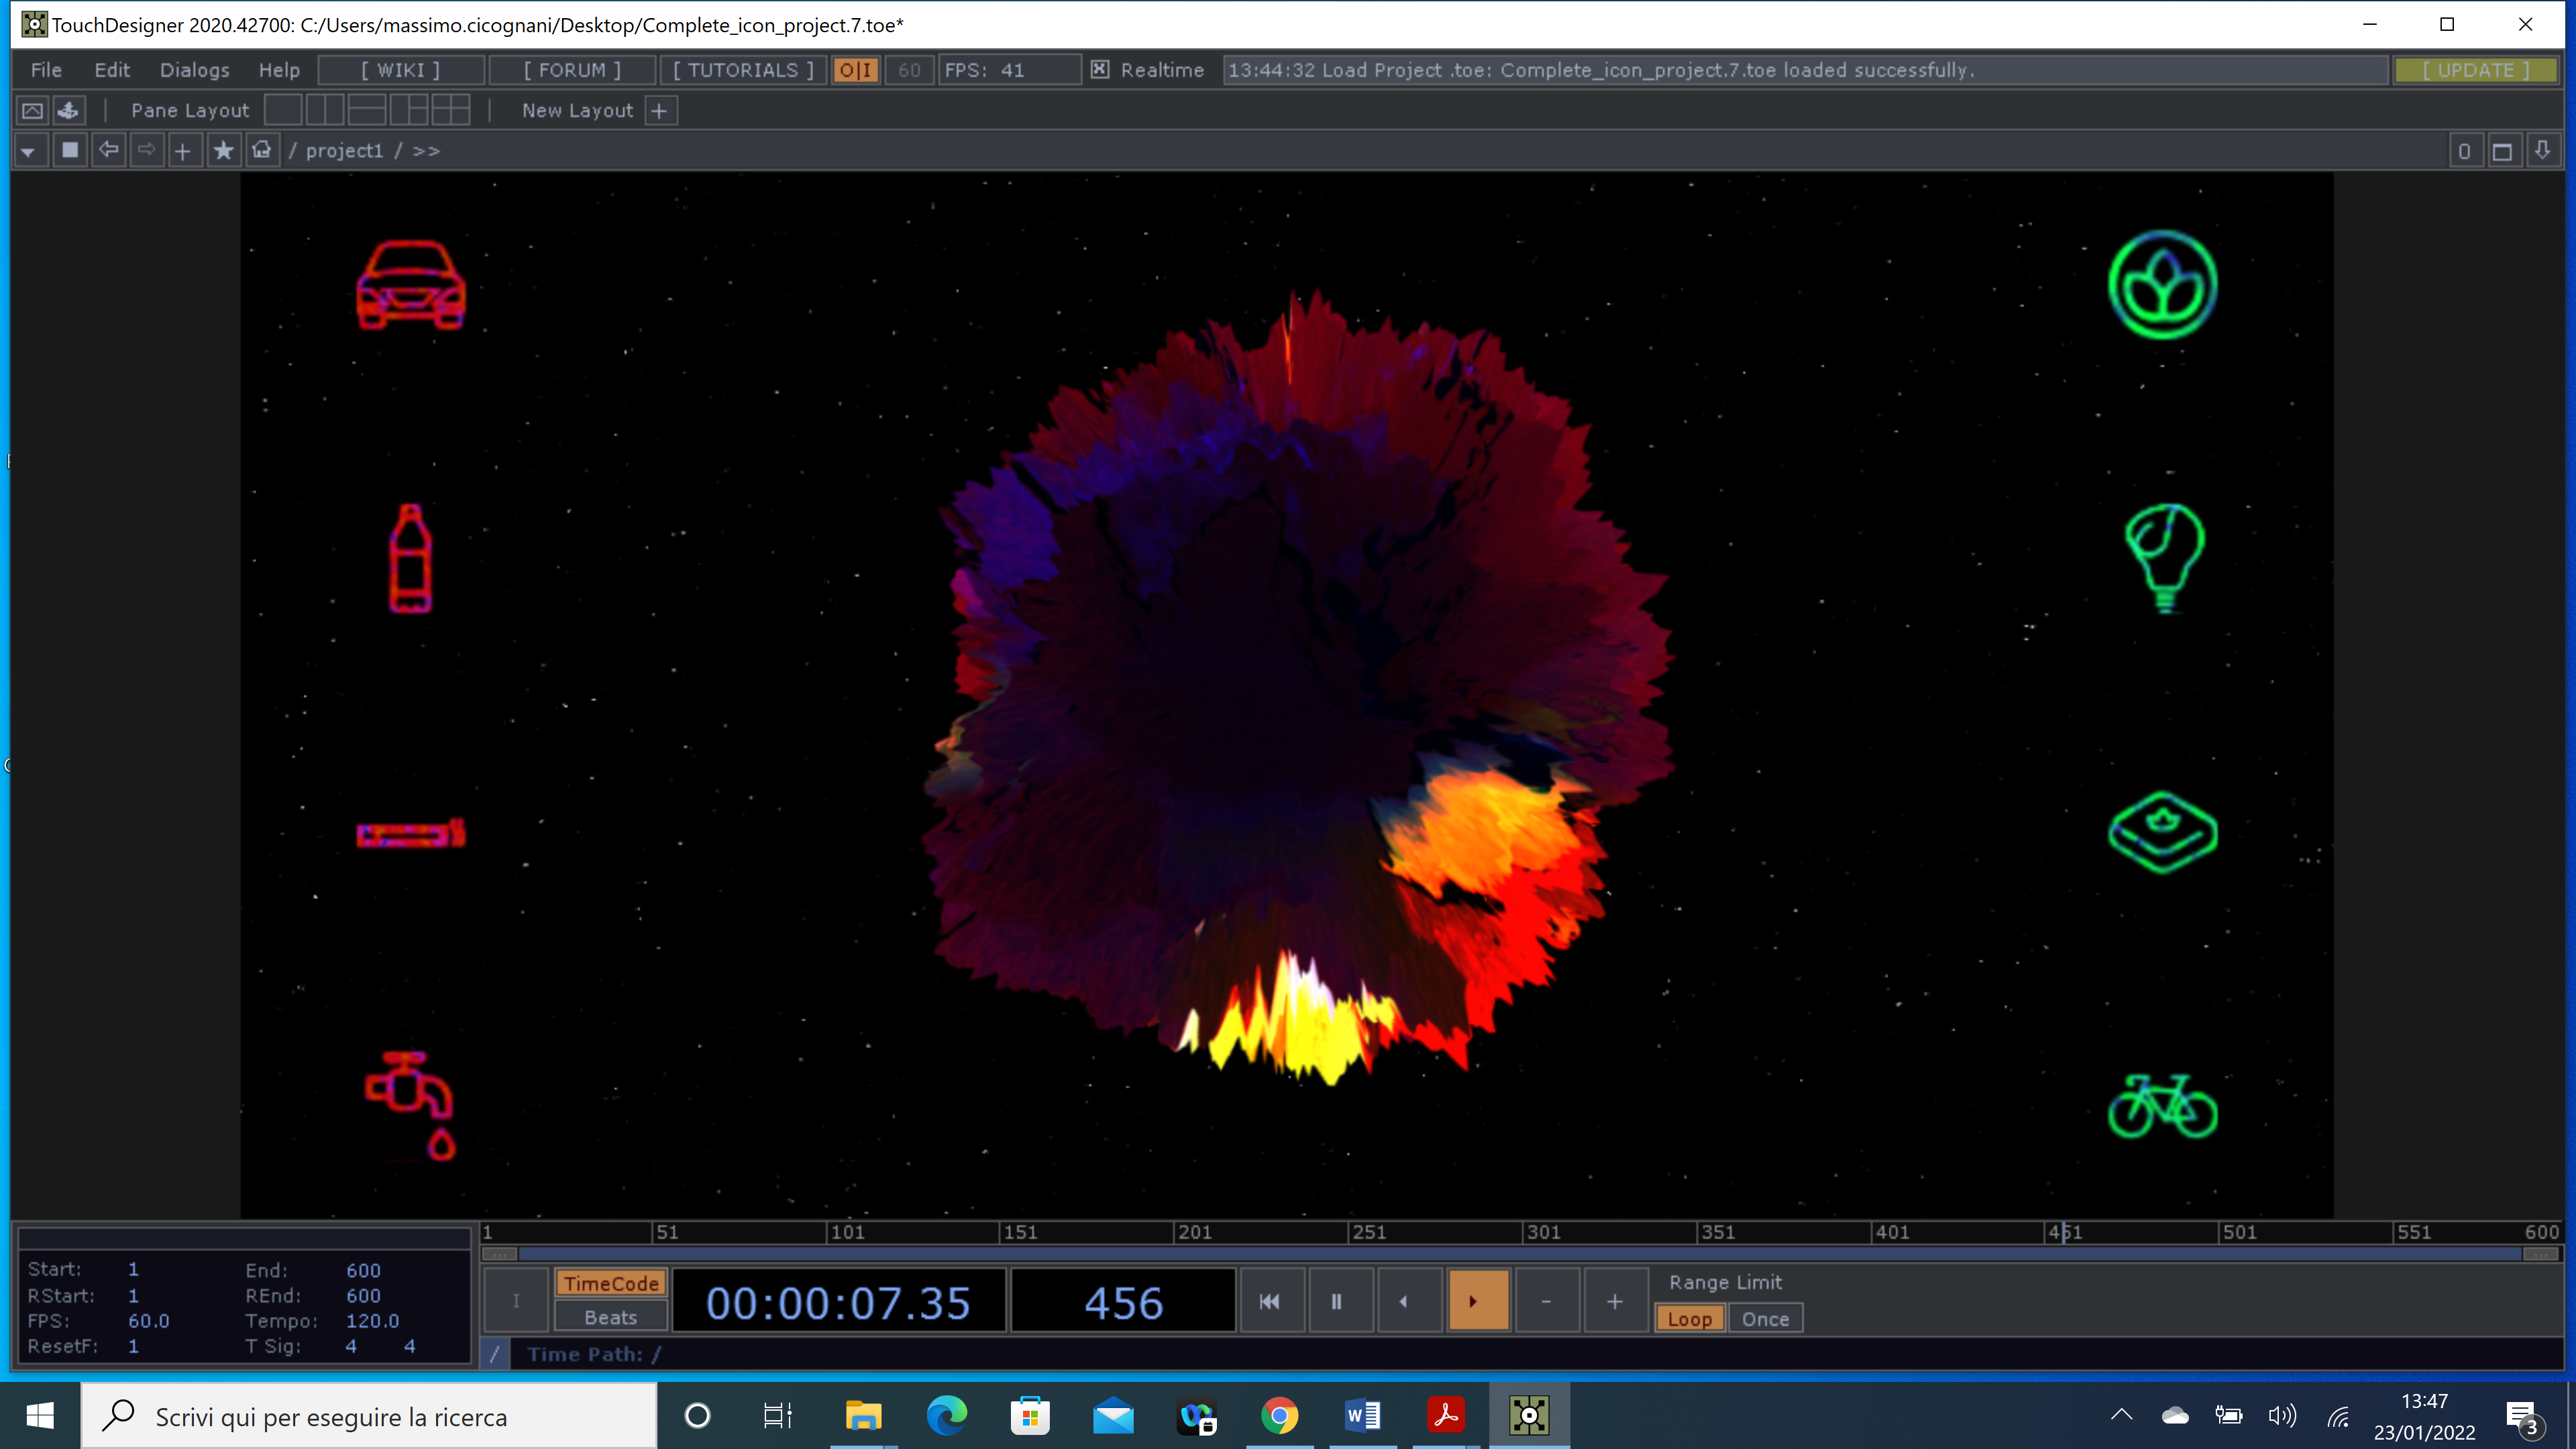 TouchDesigner 2020.42700: C:/Users/massimo.cicognani/Desktop/Complete_icon_project.7.toe*
File Edit Dialogs Help [ WIKI ] [ FORUM ] [ TUTORIALS ] O|I 60 FPS: 41 Realtime 13:44:32 Load Project .toe: Complete_icon_project.7.toe loaded successfully. [ UPDATE ]
Pane Layout New Layout +
/ project1 / >> 0
1 51 101 151 201 251 301 351 401 451 501 551 600
Start: 1 End: 600
RStart: 1 REnd: 600
FPS: 60.0 Tempo: 120.0
ResetF: 1 T Sig: 4 4
I TimeCode Beats 00:00:07.35 456 - + Range Limit
Loop Once
/ Time Path: /
Scrivi qui per eseguire la ricerca
13:47
23/01/2022
3